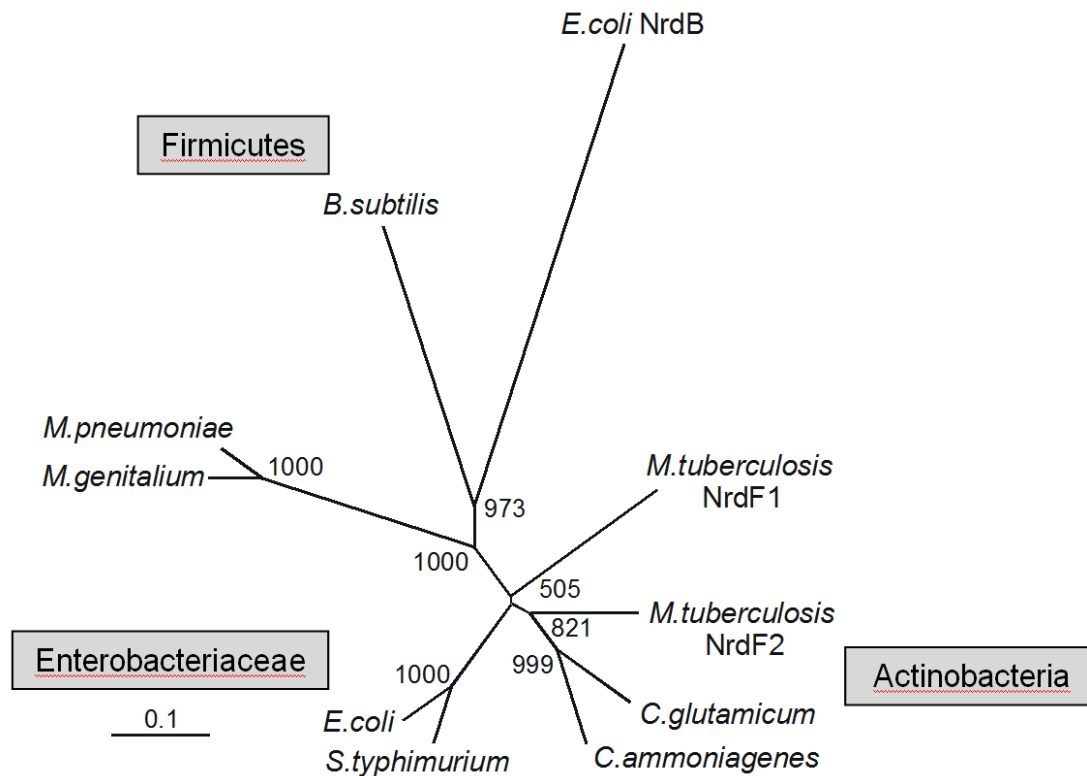 E.coli NrdB
Firmicutes
B.subtilis
M.pneumoniae
1000
M.genitalium
M.tuberculosis
NrdF1
973
1000
505
M.tuberculosis
NrdF2
821
Enterobacteriaceae
999
Actinobacteria
1000
0.1
E.coli
C.glutamicum
S.typhimurium
C.ammoniagenes